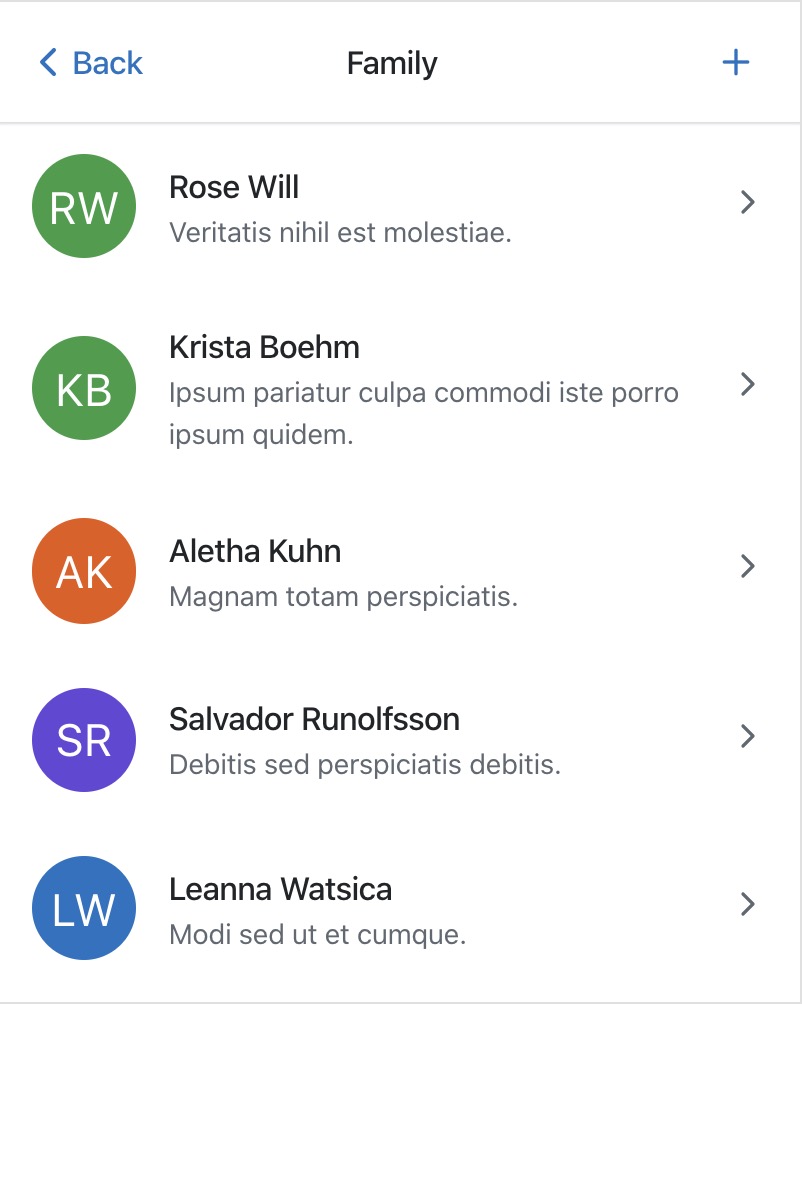 Back
Family
+
RW
Rose Will
Veritatis nihil est molestiae.
KB
Krista Boehm
Ipsum pariatur culpa commodi iste porro
ipsum quidem.
AK
Aletha Kuhn
Magnam totam perspiciatis.
SR
Salvador Runolfsson
Debitis sed perspiciatis debitis.
LW
Leanna Watsica
Modi sed ut et cumque.